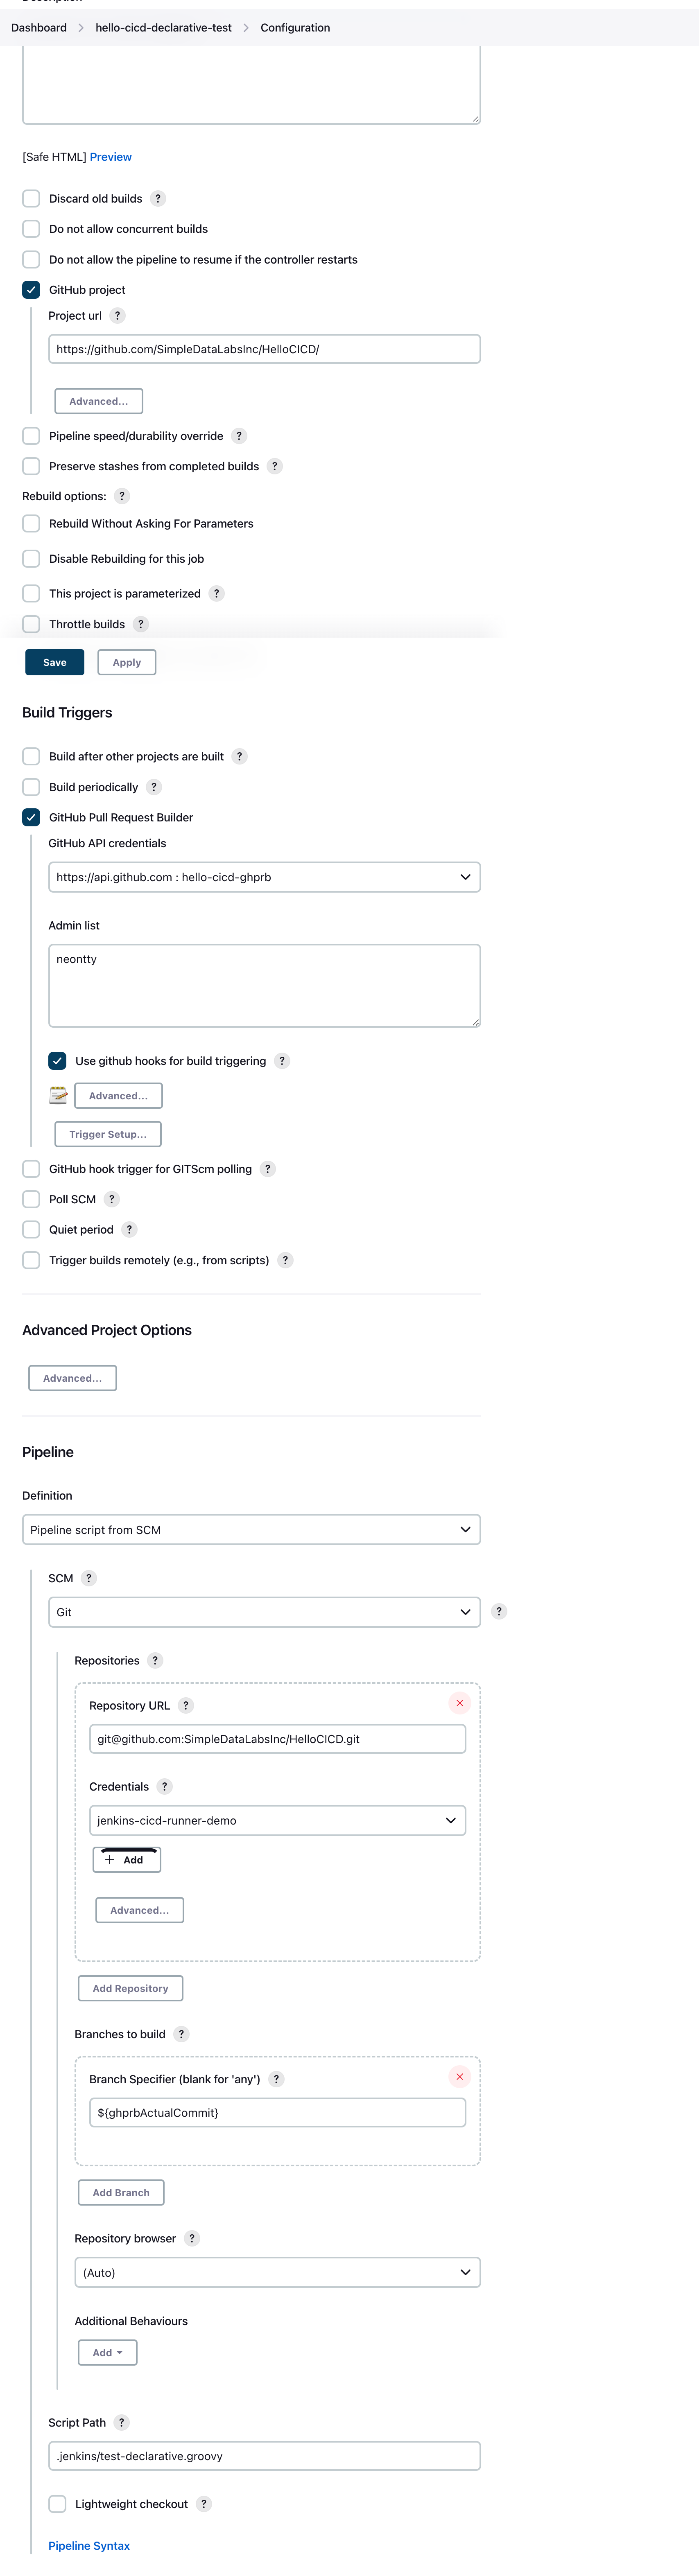 Description
Dashboard > hello-cicd-declarative-test > Configuration
[Safe HTML] Preview
Discard old builds ?
Do not allow concurrent builds
Do not allow the pipeline to resume if the controller restarts
GitHub project
Project url ?
https://github.com/SimpleDataLabsInc/HelloCICD/
Advanced...
Pipeline speed/durability override ?
Preserve stashes from completed builds ?
Rebuild options: ?
Rebuild Without Asking For Parameters
Disable Rebuilding for this job
This project is parameterized ?
Throttle builds ?
Save Apply
Build Triggers
Build after other projects are built ?
Build periodically ?
GitHub Pull Request Builder
GitHub API credentials
https://api.github.com : hello-cicd-ghprb
Admin list
neontty
Use github hooks for build triggering ?
Advanced...
Trigger Setup...
GitHub hook trigger for GITScm polling ?
Poll SCM ?
Quiet period ?
Trigger builds remotely (e.g., from scripts) ?
Advanced Project Options
Advanced...
Pipeline
Definition
Pipeline script from SCM
SCM ?
Git ?
Repositories ?
Repository URL ?
git@github.com:SimpleDataLabsInc/HelloCICD.git
Credentials ?
jenkins-cicd-runner-demo
+ Add
Advanced...
Add Repository
Branches to build ?
Branch Specifier (blank for 'any') ?
${ghprbActualCommit}
Add Branch
Repository browser ?
(Auto)
Additional Behaviours
Add
Script Path ?
.jenkins/test-declarative.groovy
Lightweight checkout ?
Pipeline Syntax